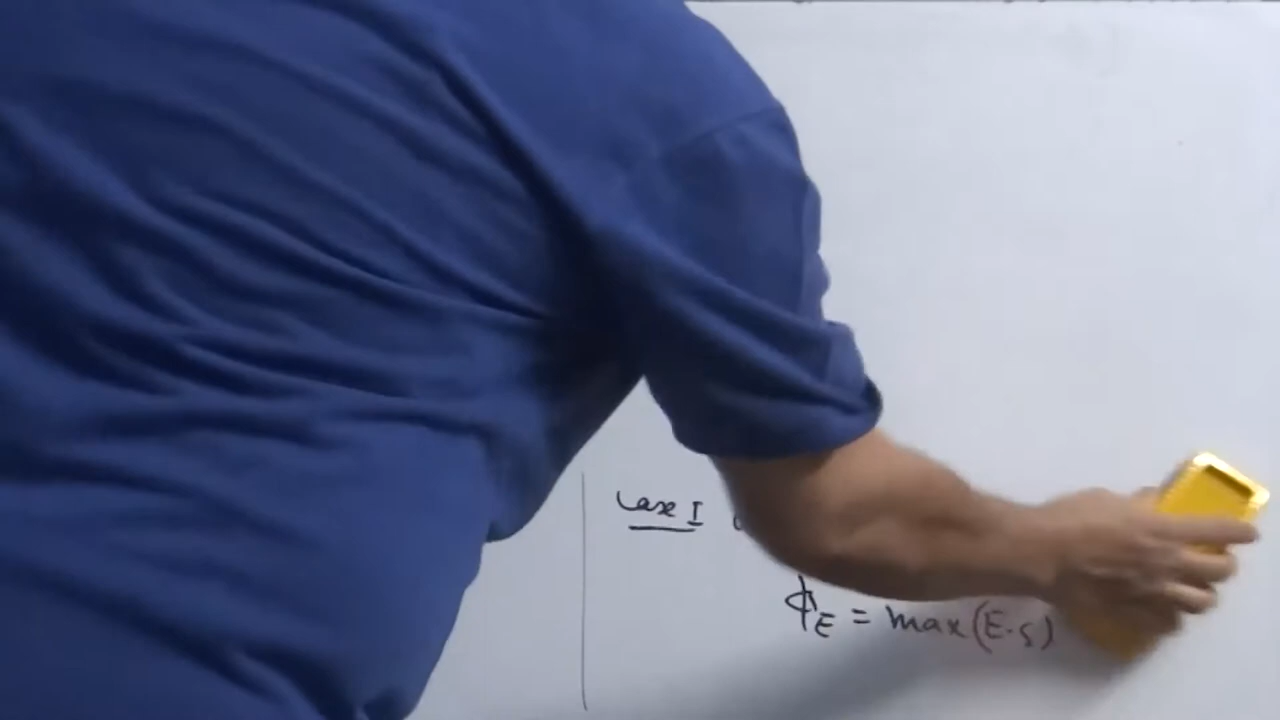 Case I
ϕ_E = max(E.S)